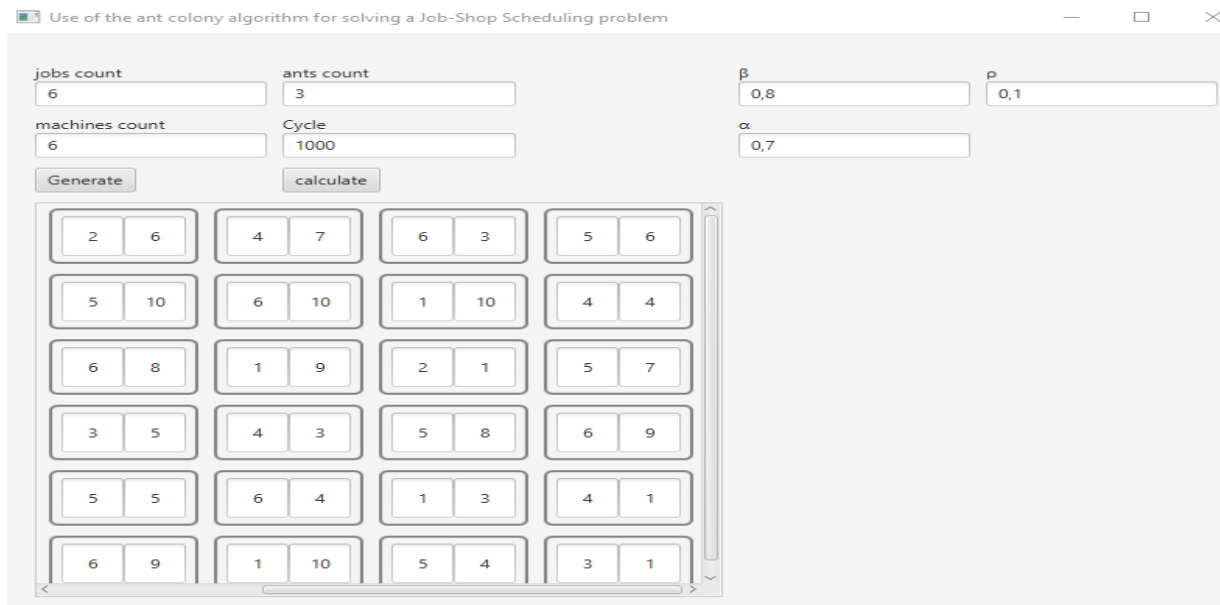 Use of the ant colony algorithm for solving a Job-Shop Scheduling problem
jobs count ants count β ρ
6 3 0,8 0,1
machines count Cycle α
6 1000 0,7
Generate calculate
2 6 4 7 6 3 5 6
5 10 6 10 1 10 4 4
6 8 1 9 2 1 5 7
3 5 4 3 5 8 6 9
5 5 6 4 1 3 4 1
6 9 1 10 5 4 3 1